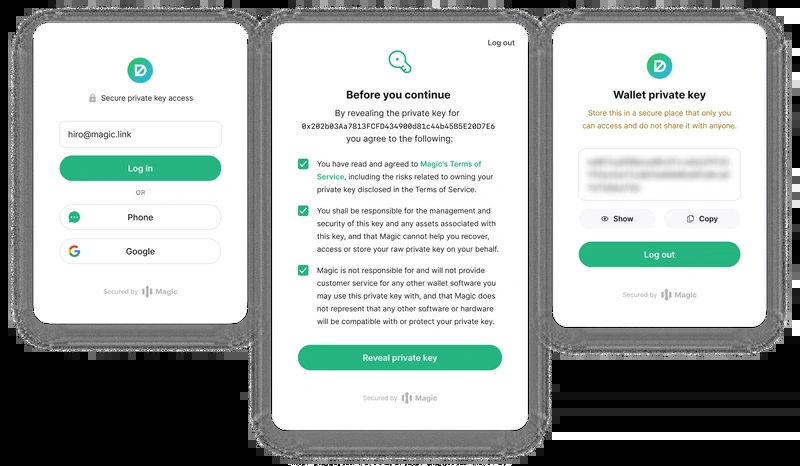 Secure private key access
hiro@magic.link
Log in
OR
Phone
Google
Secured by Magic
Log out
Before you continue
By revealing the private key for
0x202b03Aa7813FCFD434900d81c44b45B5E20D7E6
you agree to the following:
You have read and agreed to Magic's Terms of
Service, including the risks related to owning your
private key disclosed in the Terms of Service.
You shall be responsible for the management and
security of this key and any assets associated with
this key, and that Magic cannot help you recover,
access or store your raw private key on your behalf.
Magic is not responsible for and will not provide
customer service for any other wallet software you
may use this private key with, and that Magic does
not represent that any other software or hardware
will be compatible with or protect your private key.
Reveal private key
Secured by Magic
Wallet private key
Store this in a secure place that only you
can access and do not share it with anyone.
Show
Copy
Log out
Secured by Magic